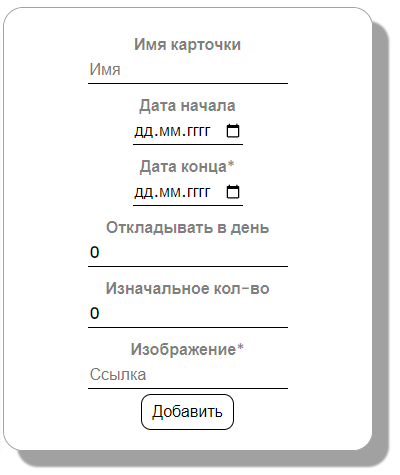 Имя карточки
Имя
Дата начала
дд.мм.гггг
Дата конца*
дд.мм.гггг
Откладывать в день
0
Изначальное кол-во
0
Изображение*
Ссылка
Добавить